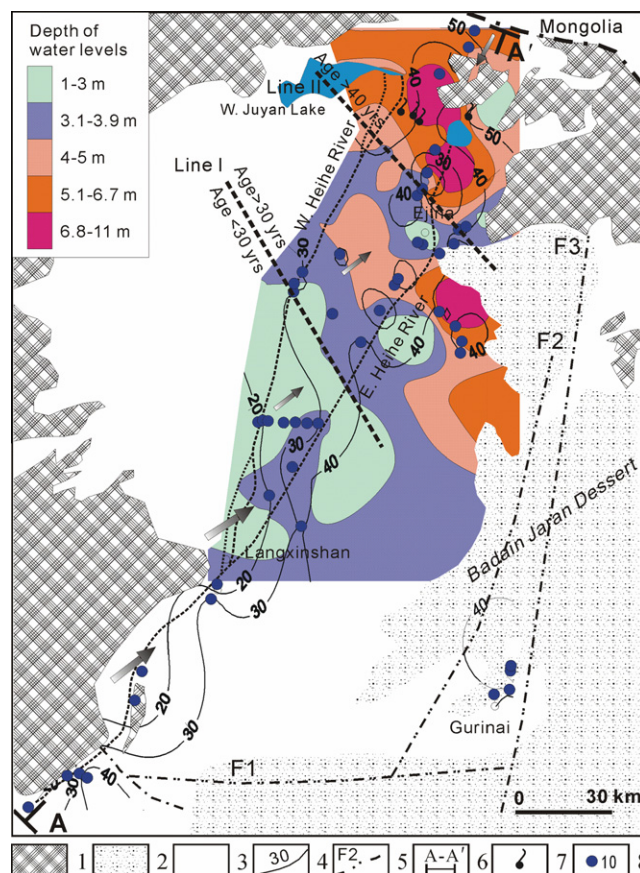 Depth of
water levels
1-3 m
3.1-3.9 m
4-5 m
5.1-6.7 m
6.8-11 m
Mongolia
50
A'
Line II
W. Juyan Lake
Age > 40 yrs
40
50
30
40
40
Ejina
Line I
Age>30 yrs
Age <30 yrs
W. Heihe River
30
F3
F2
E. Heihe River
40
40
20
30
40
Langxinshan
Badain Jaran Dessert
20
30
40
20
30
Gurinai
F1
30
40
A
0 30 km
1 2 3 30 4 F2 5 A-A' 6 7 10 8